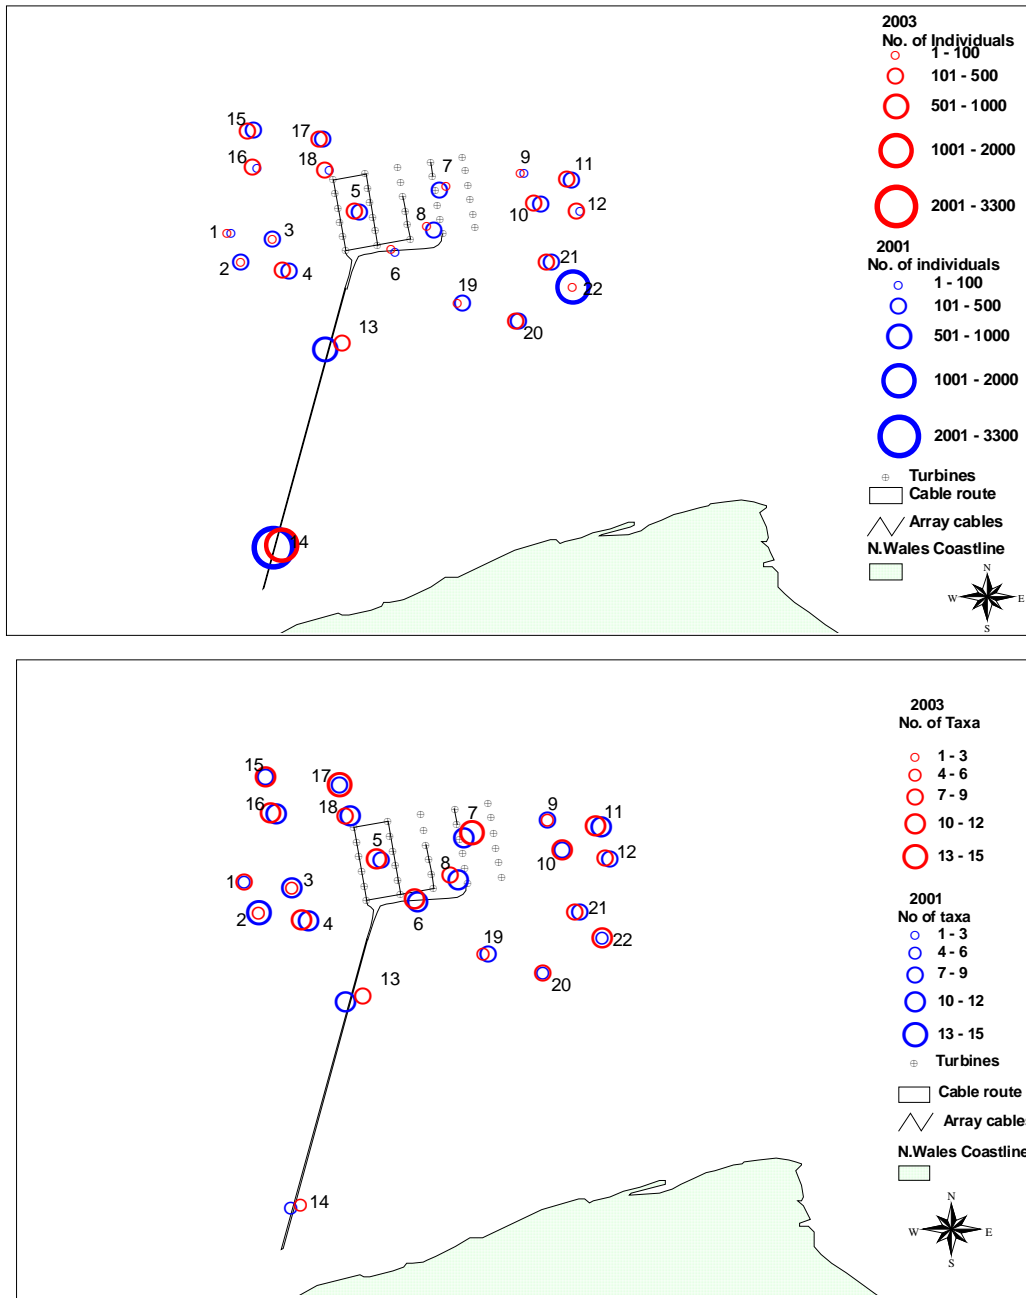 2003
No. of Individuals
1 - 100
101 - 500
501 - 1000
1001 - 2000
2001 - 3300
2001
No. of individuals
1 - 100
101 - 500
501 - 1000
1001 - 2000
2001 - 3300
Turbines
Cable route
Array cables
N.Wales Coastline
N
W E
S
15
17
16
18
7
9
11
5
10
12
8
1
3
2
4
6
21
19
22
20
13
14
2003
No. of Taxa
1 - 3
4 - 6
7 - 9
10 - 12
13 - 15
2001
No of taxa
1 - 3
4 - 6
7 - 9
10 - 12
13 - 15
Turbines
Cable route
Array cables
N.Wales Coastline
N
W E
S
15
17
16
18
7
9
11
5
10
12
8
1
3
2
4
6
21
22
19
20
13
14